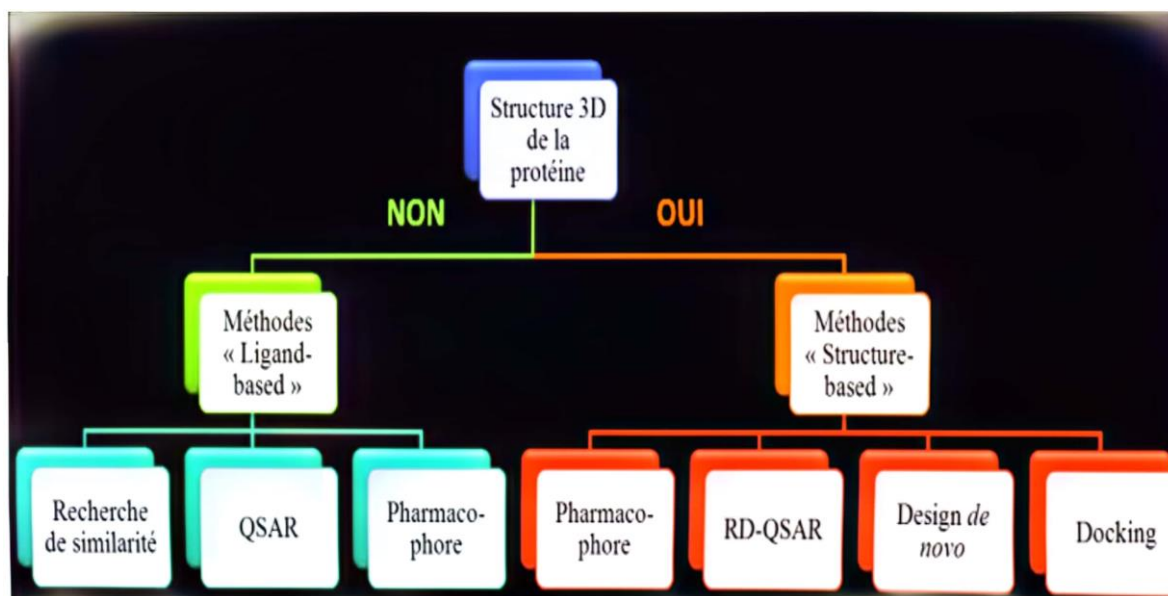 Structure 3D
de la
protéine
NON
OUI
Méthodes
« Ligand-
based »
Méthodes
« Structure-
based »
Recherche
de similarité
QSAR
Pharmaco-
phore
Pharmaco-
phore
RD-QSAR
Design de
novo
Docking